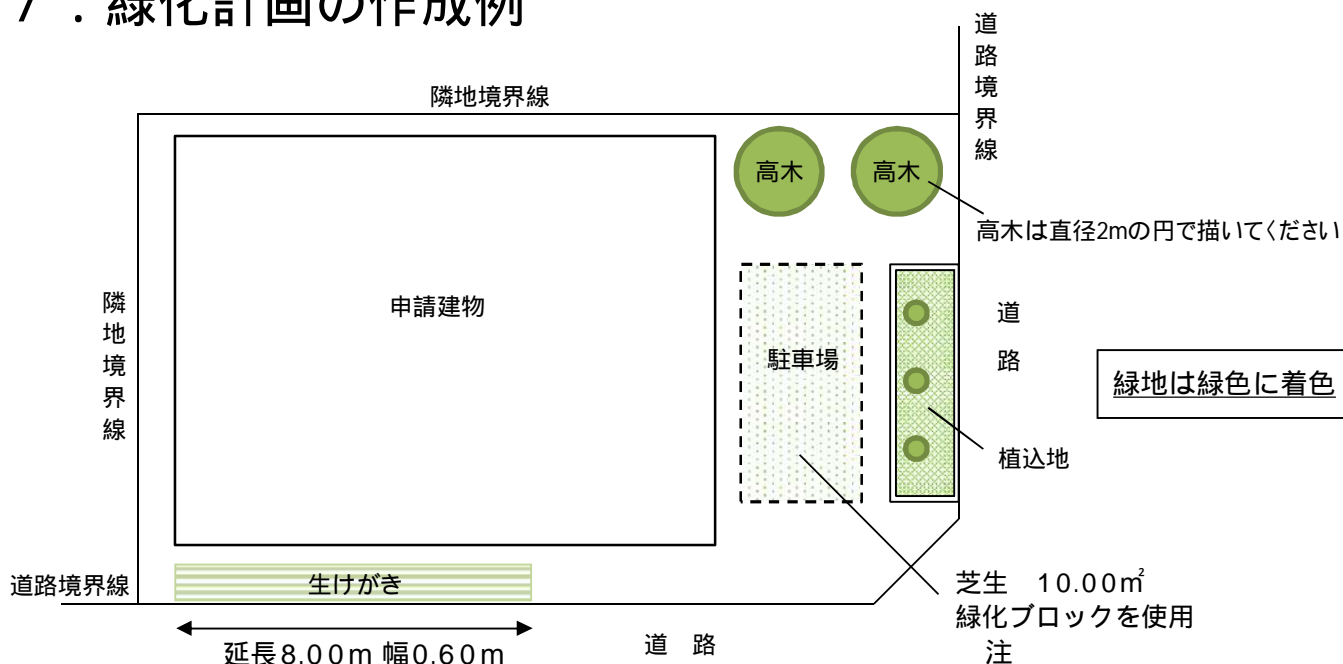 7．緑化計画の作成例
道路境界線
隣地境界線
高木
高木
高木は直径2mの円で描いてください
隣地境界線
申請建物
駐車場
道路
緑地は緑色に着色
植込地
道路境界線
生けがき
芝生　10.00㎡
緑化ブロックを使用
注
延長8.00m 幅0.60m
道　路